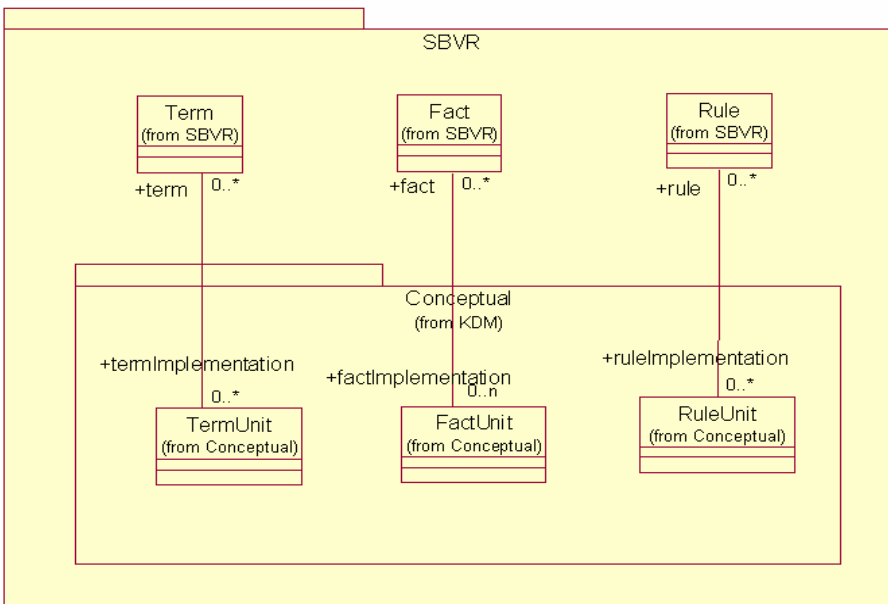 SBVR
Term
(from SBVR)
Fact
(from SBVR)
Rule
(from SBVR)
+term
0..*
+fact
0..*
+rule
0..*
Conceptual
(from KDM)
+termImplementation
0..*
+factImplementation
0..n
+ruleImplementation
0..*
TermUnit
(from Conceptual)
FactUnit
(from Conceptual)
RuleUnit
(from Conceptual)